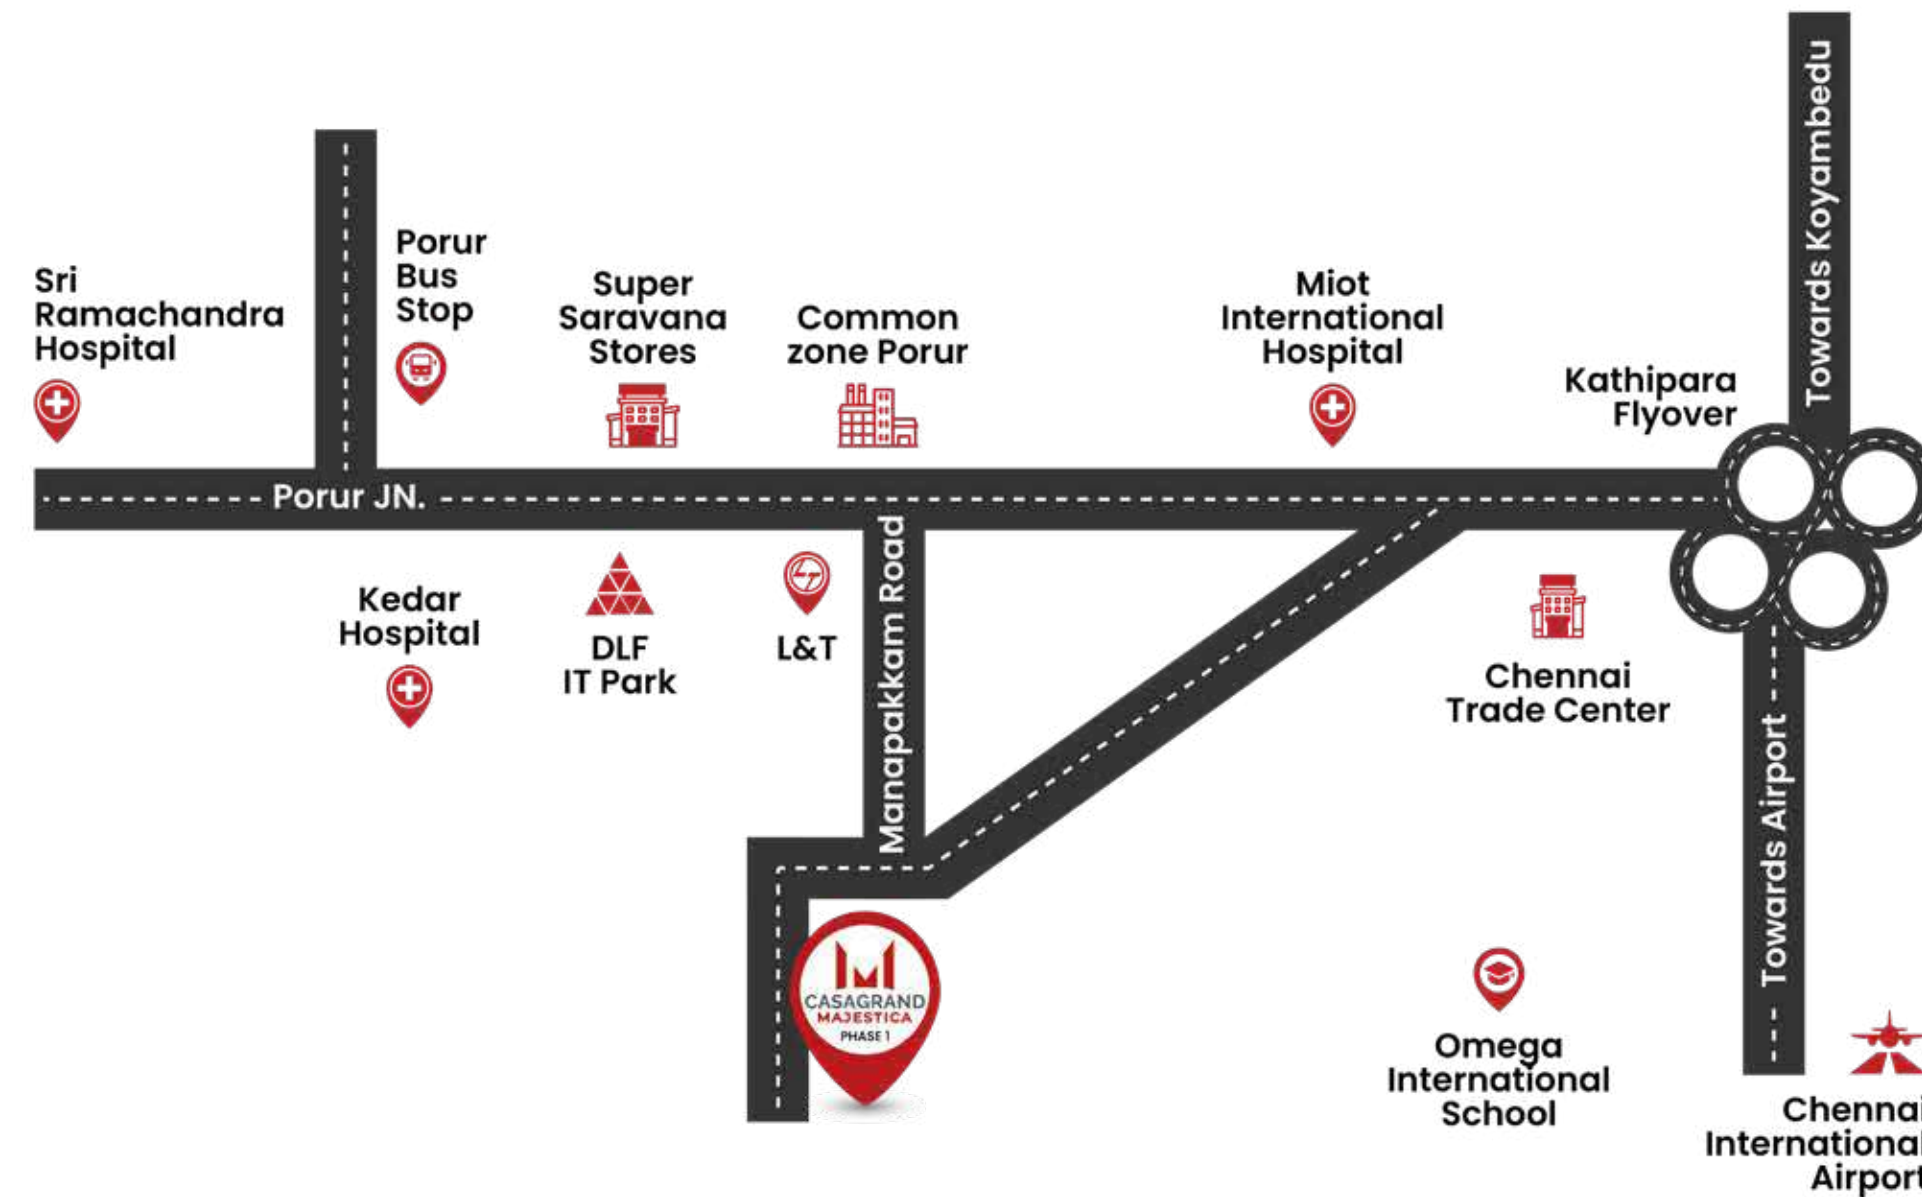 Towards Koyambedu
Sri
Ramachandra
Hospital
Porur
Bus
Stop
Super
Saravana
Stores
Common
zone Porur
Miot
International
Hospital
Kathipara
Flyover
Porur JN.
Kedar
Hospital
DLF
IT Park
L&T
Manapakkam Road
Chennai
Trade Center
Towards Airport
CASAGRAND
MAJESTICA
PHASE 1
Omega
International
School
Chennai
International
Airport